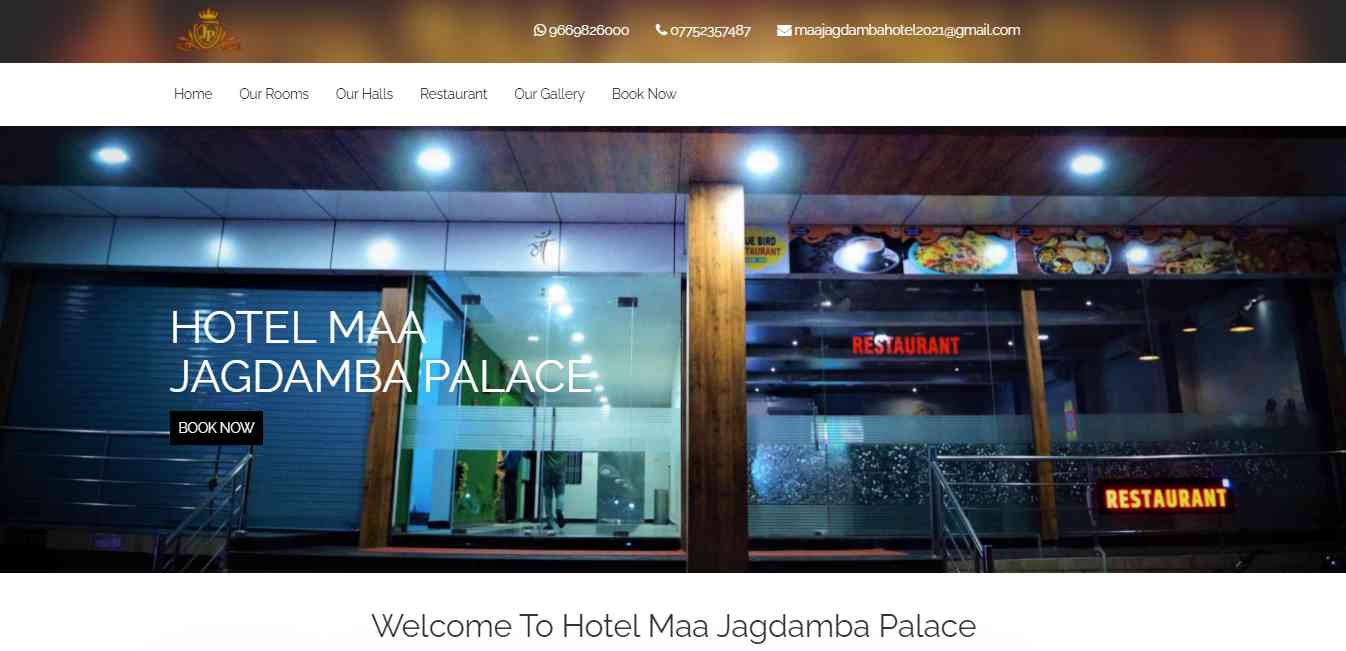 JP
9669826000 07752357487 maajagdambahotel2021@gmail.com
Home Our Rooms Our Halls Restaurant Our Gallery Book Now
माँ
UE BIRD
RESTAURANT
HOTEL MAA
JAGDAMBA PALACE
BOOK NOW
RESTAURANT
Welcome To Hotel Maa Jagdamba Palace